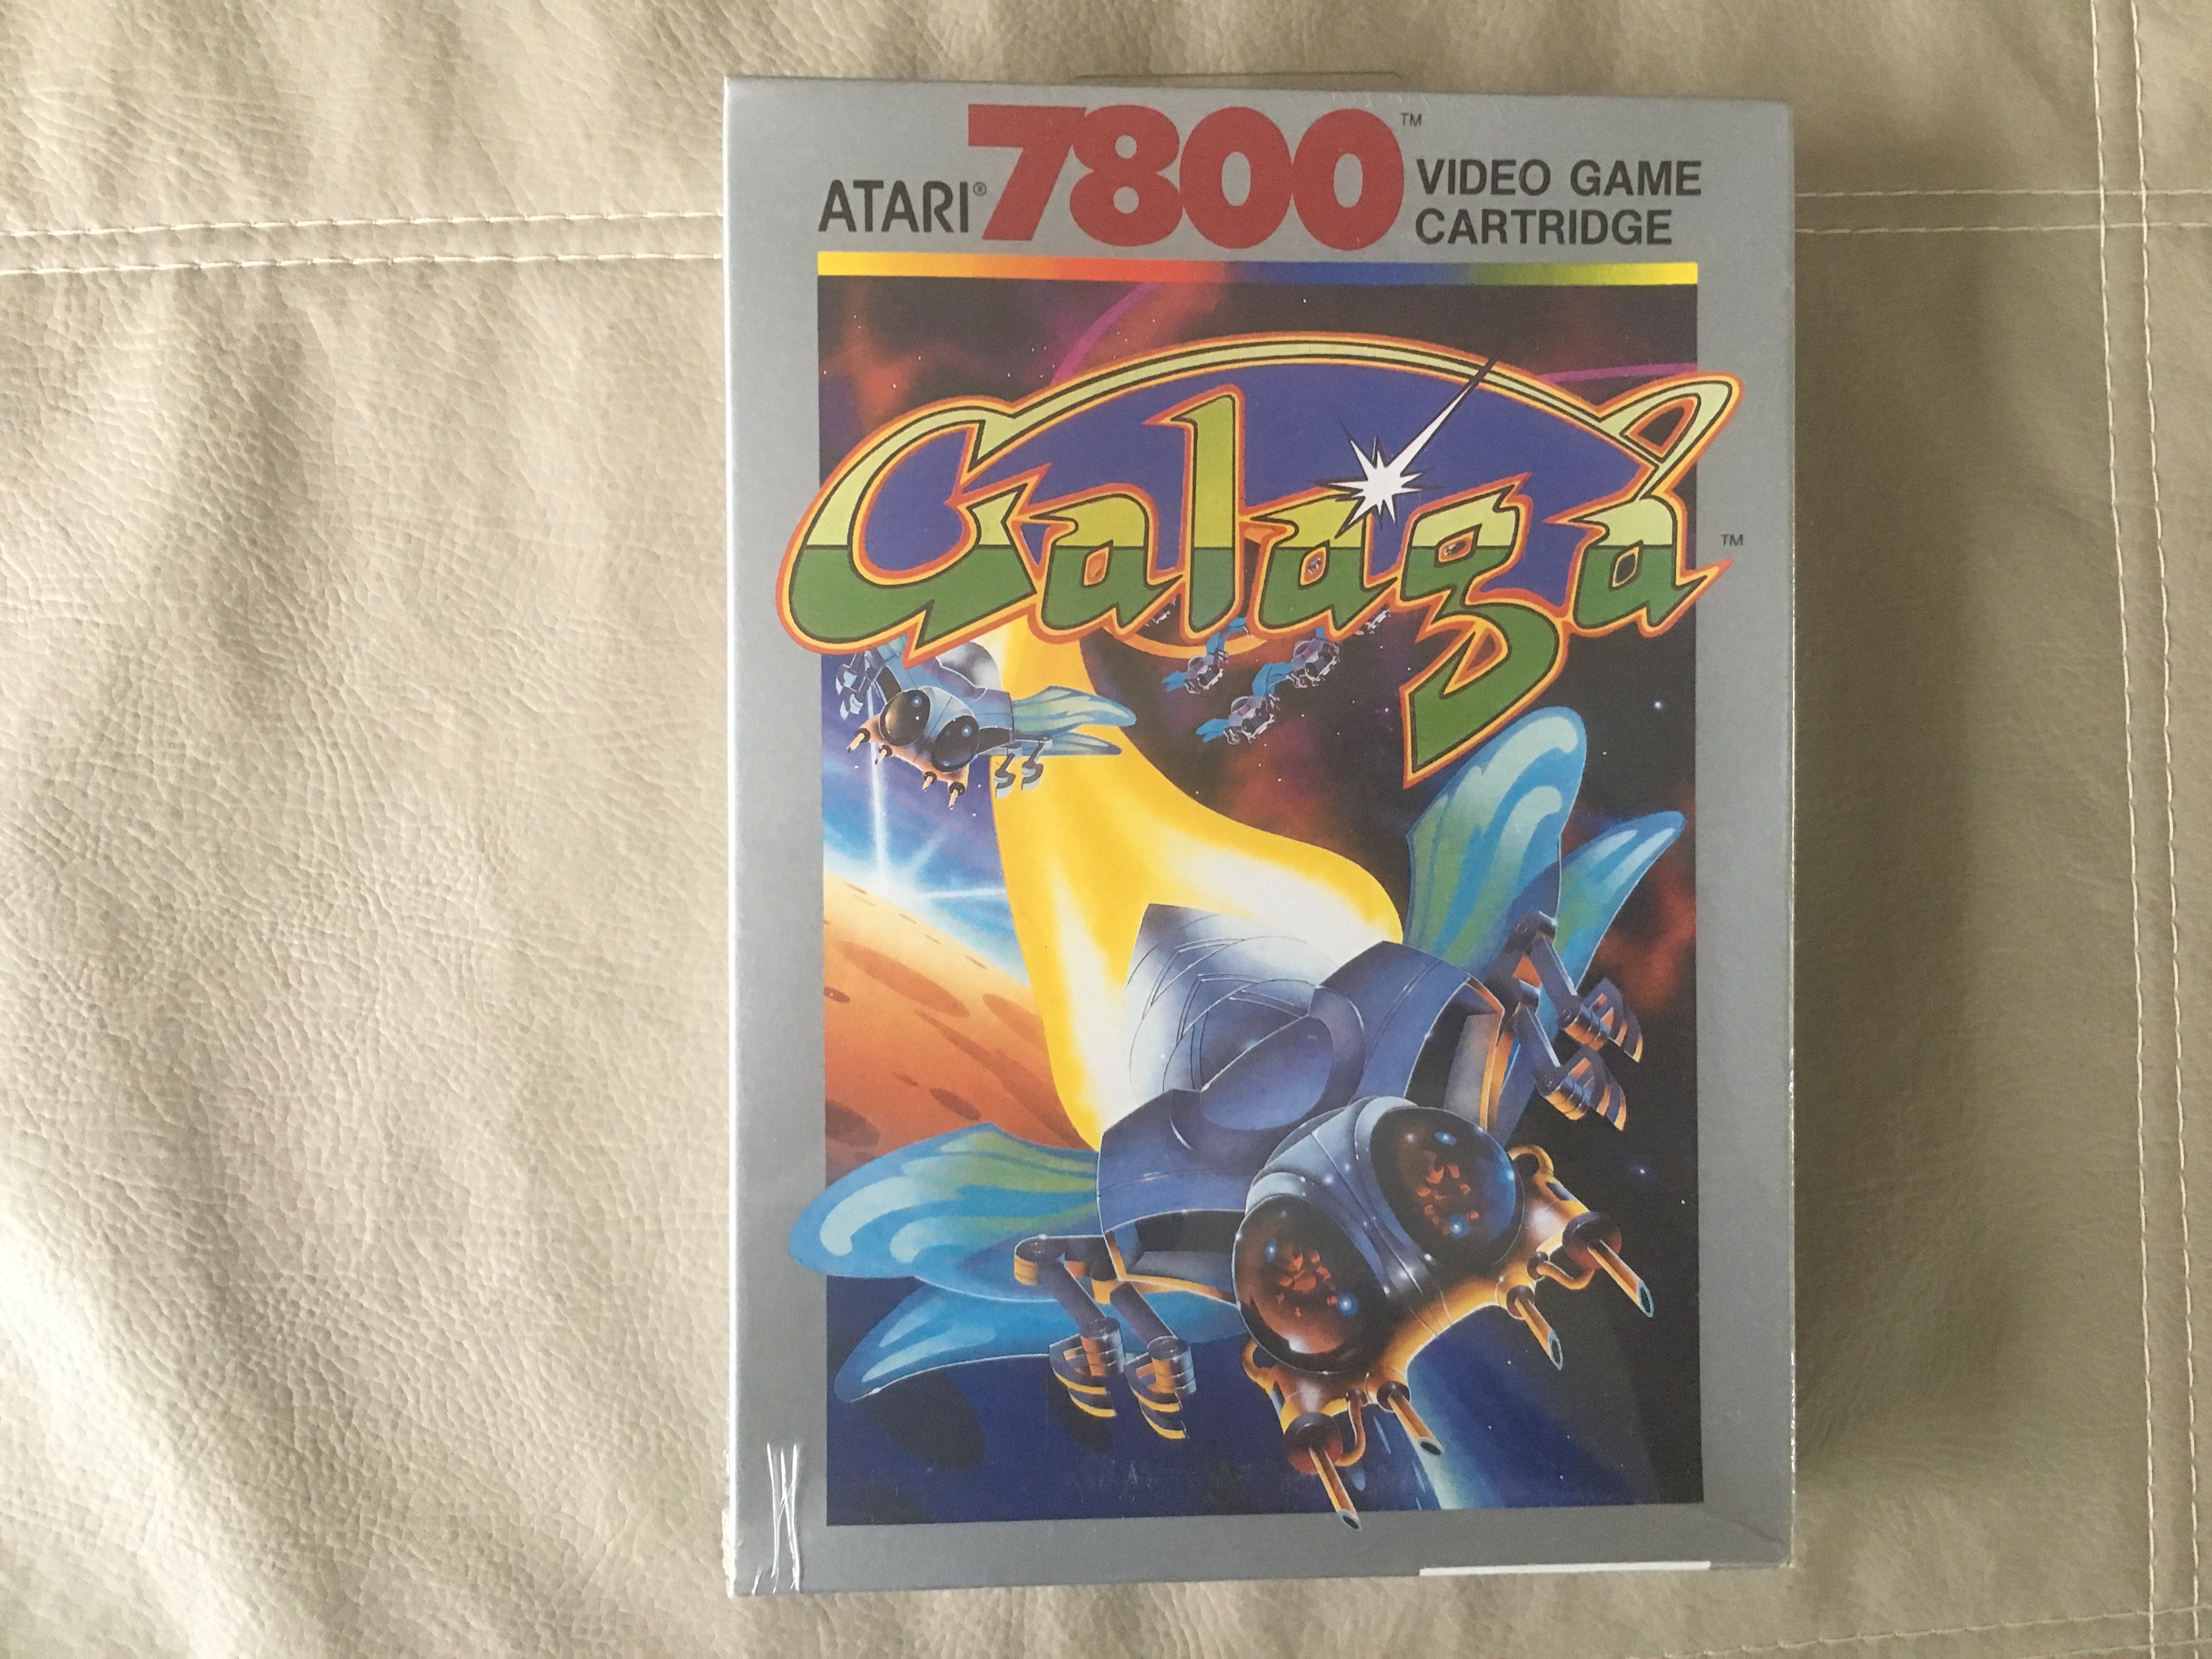 ATARI® 7800™ VIDEO GAME
CARTRIDGE
Galaga™